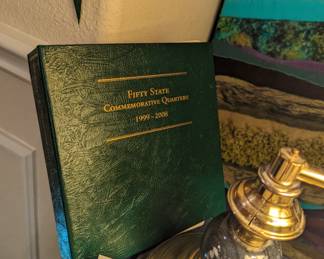 Fifty State
Commemorative Quarters
1999 - 2008